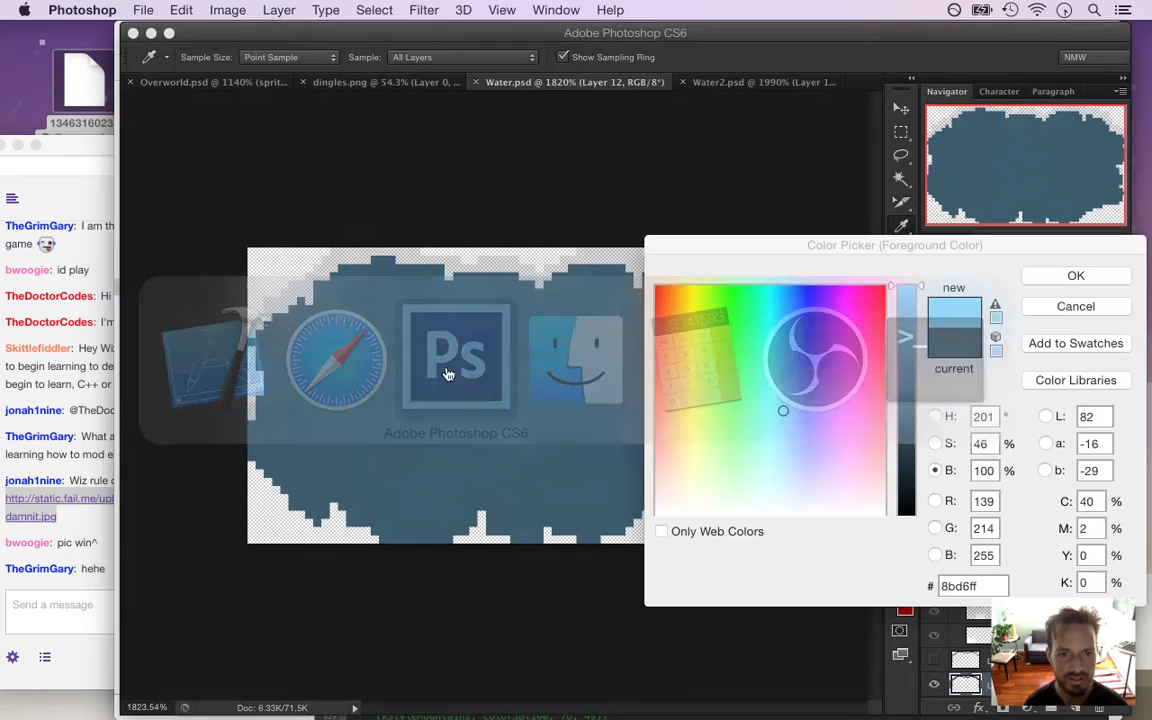 Photoshop File Edit Image Layer Type Select Filter 3D View Window Help
Adobe Photoshop CS6
Sample Size: Point Sample Sample: All Layers Show Sampling Ring NMW
Overworld.psd @ 1140% (sprit... dingles.png @ 54.3% (Layer 0, ... Water.psd @ 1820% (Layer 12, RGB/8*) Water2.psd @ 1990% (Layer 1...
Navigator Character Paragraph
1346316023
TheGrimGary: I am th
game
bwoogie: id play
TheDoctorCodes: Hi
TheDoctorCodes: I'm
Skittlefiddler: Hey Wi
to begin learning to de
begin to learn, C++ or
jonah1nine: @TheDoc
TheGrimGary: What a
learning how to mod e
jonah1nine: Wiz rule o
http://static.fail.me/upl
damnit.jpg
bwoogie: pic win^
TheGrimGary: hehe
Send a message
Ps
Adobe Photoshop CS6
Color Picker (Foreground Color)
new
current
OK
Cancel
Add to Swatches
Color Libraries
H: 201 °
S: 46 %
B: 100 %
R: 139
G: 214
B: 255
# 8bd6ff
L: 82
a: -16
b: -29
C: 40 %
M: 2 %
Y: 0 %
K: 0 %
Only Web Colors
1823.54% Doc: 6.33K/71.5K